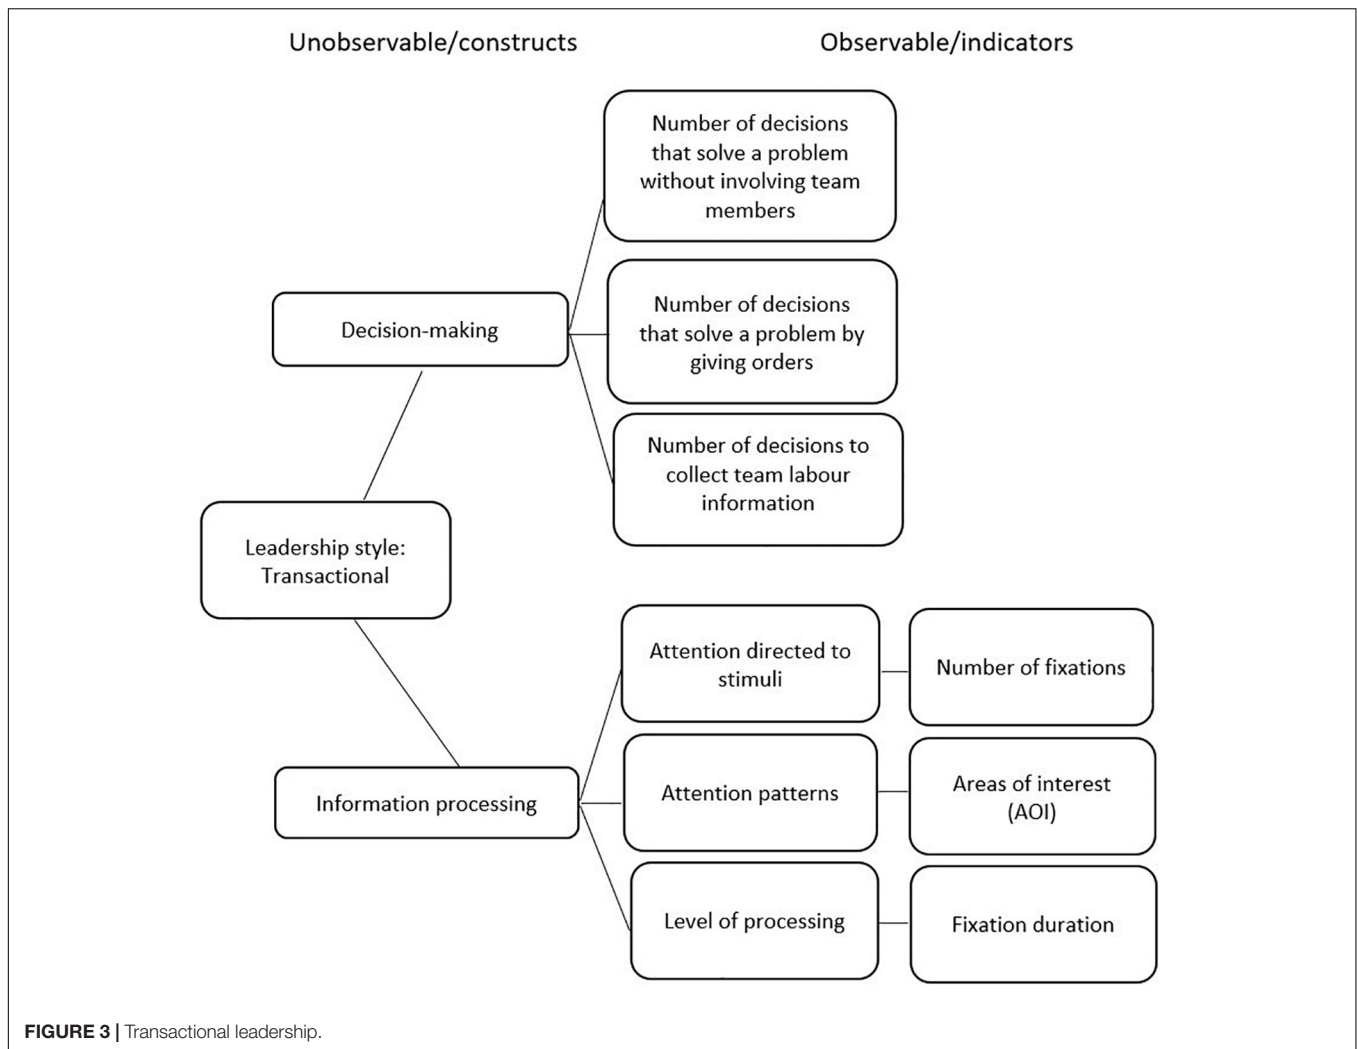 Unobservable/constructs
Observable/indicators
Number of decisions
that solve a problem
without involving team
members
Number of decisions
that solve a problem by
giving orders
Decision-making
Number of decisions to
collect team labour
information
Leadership style:
Transactional
Attention directed to
stimuli
Number of fixations
Information processing
Attention patterns
Areas of interest
(AOI)
Level of processing
Fixation duration
FIGURE 3 | Transactional leadership.